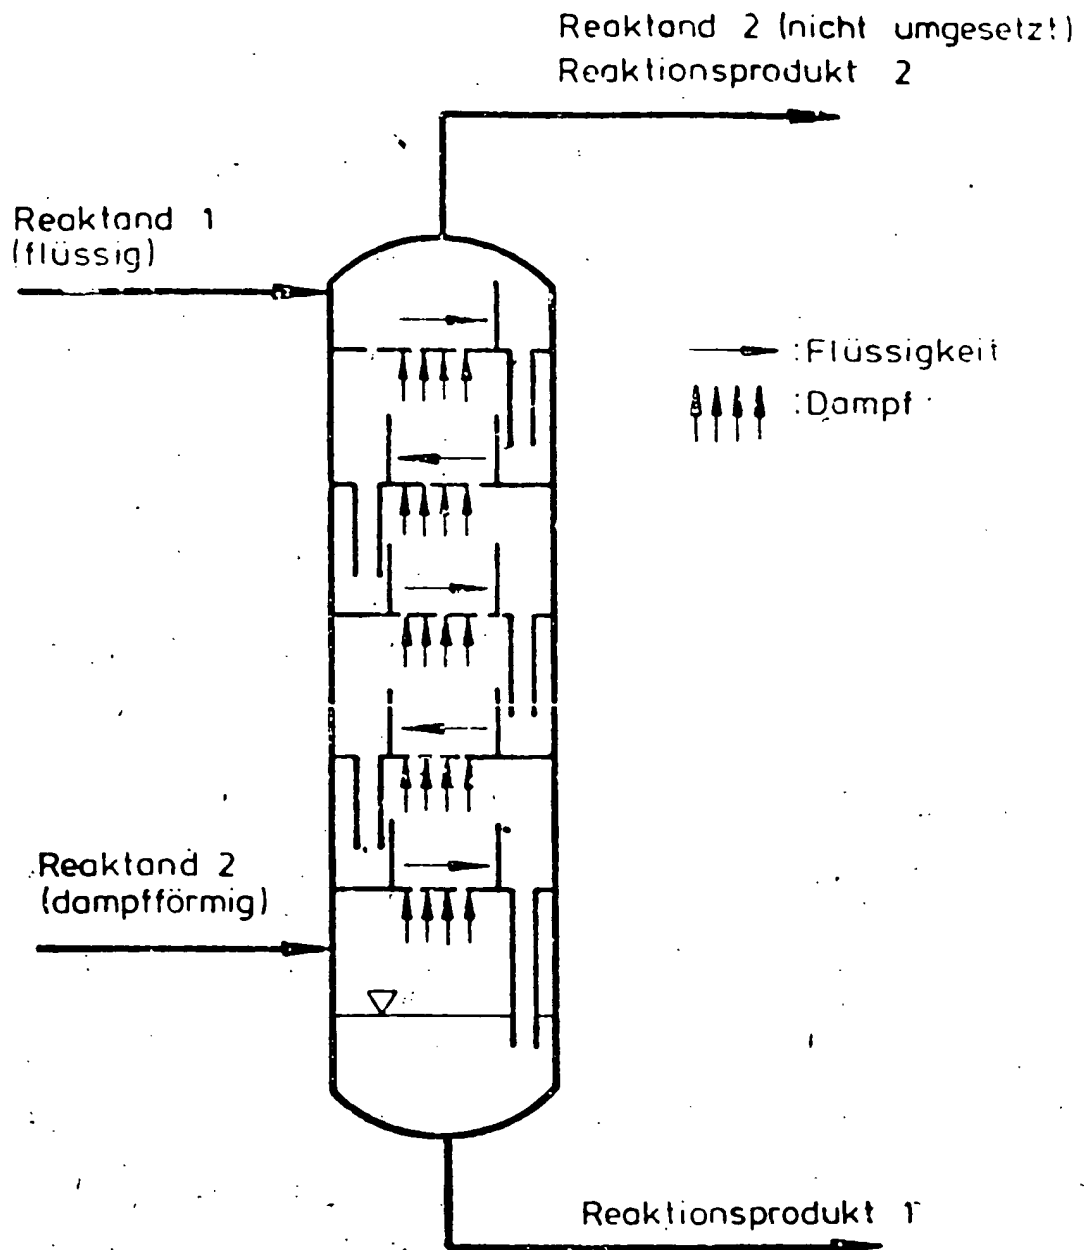 Reaktand 2 (nicht umgesetzt)
Reaktionsprodukt 2
Reaktand 1
(flüssig)
:Flüssigkeit
:Dampf
Reaktand 2
(dampfförmig)
Reaktionsprodukt 1